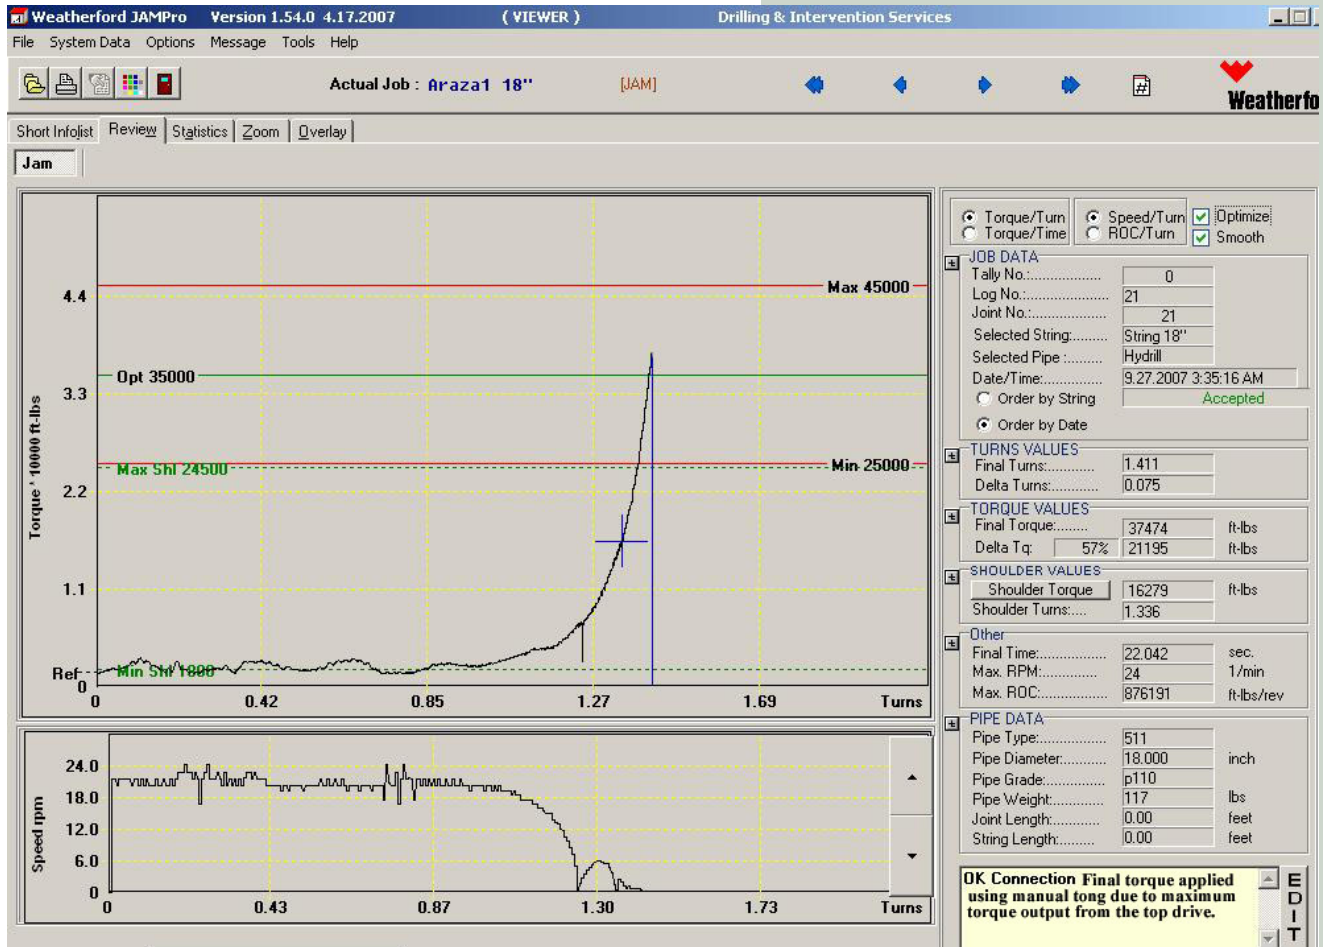 Weatherford JAMPro Version 1.54.0 4.17.2007 ( VIEWER ) Drilling & Intervention Services
File System Data Options Message Tools Help
Actual Job : Araza1 18" [JAM]
Weatherfo
Short Infolist Review Statistics Zoom Overlay
Jam
Torque * 10000 ft-lbs
4.4
3.3
2.2
1.1
Ref
0
Max 45000
Opt 35000
Max Shl 24500
Min 25000
Min Shl 1800
0 0.42 0.85 1.27 1.69 Turns
Speed rpm
24.0
18.0
12.0
6.0
0
0 0.43 0.87 1.30 1.73 Turns
Torque/Turn Speed/Turn Optimize
Torque/Time ROC/Turn Smooth
JOB DATA
Tally No.:.................. 0
Log No.:...................... 21
Joint No.:.................... 21
Selected String:......... String 18"
Selected Pipe :.......... Hydrill
Date/Time:............... 9.27.2007 3:35:16 AM
Order by String Accepted
Order by Date
TURNS VALUES
Final Turns:............ 1.411
Delta Turns:............ 0.075
TORQUE VALUES
Final Torque:........ 37474 ft-lbs
Delta Tq: 57% 21195 ft-lbs
SHOULDER VALUES
Shoulder Torque 16279 ft-lbs
Shoulder Turns:.... 1.336
Other
Final Time:................. 22.042 sec.
Max. RPM:.............. 24 1/min
Max. ROC:................. 876191 ft-lbs/rev
PIPE DATA
Pipe Type:................. 511
Pipe Diameter:........... 18.000 inch
Pipe Grade:................ p110
Pipe Weight:............. 117 lbs
Joint Length:............ 0.00 feet
String Length:......... 0.00 feet
OK Connection Final torque applied
using manual tong due to maximum
torque output from the top drive.
EDIT